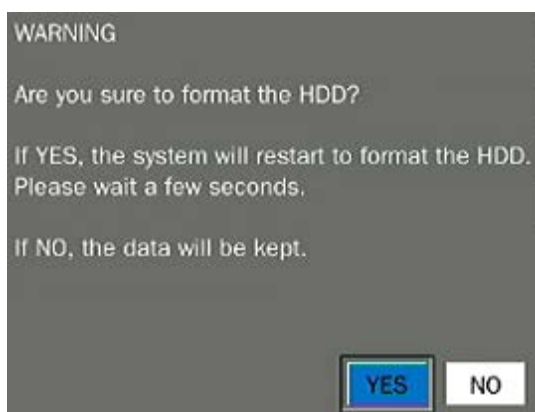 WARNING
Are you sure to format the HDD?
If YES, the system will restart to format the HDD.
Please wait a few seconds.
If NO, the data will be kept.
YES NO